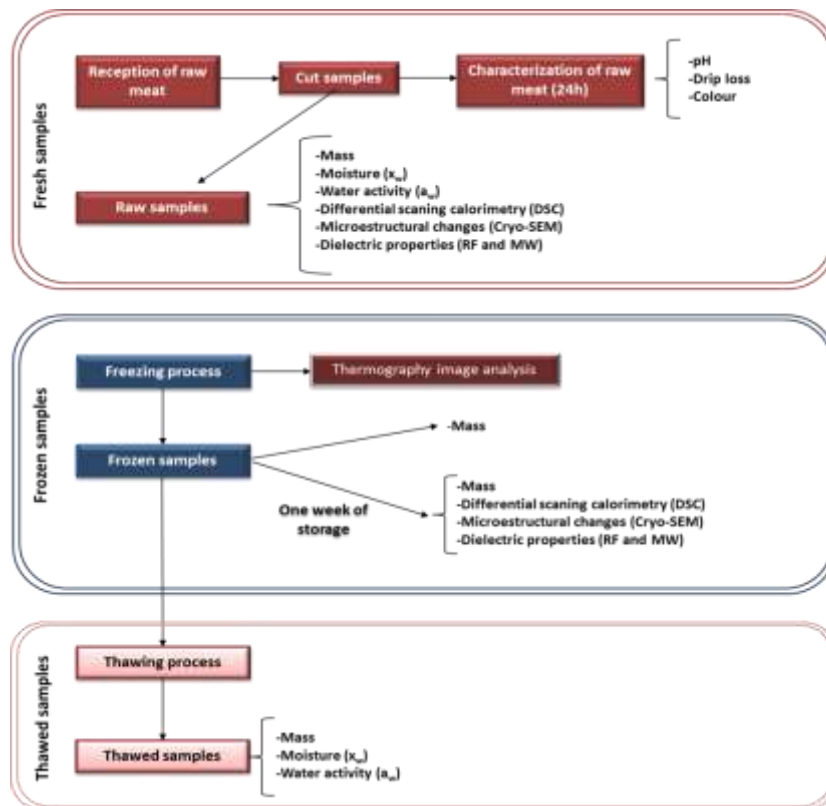 Fresh samples
Reception of raw
meat
Cut samples
Characterization of raw
meat (24h)
-pH
-Drip loss
-Colour
Raw samples
-Mass
-Moisture (xw)
-Water activity (aw)
-Differential scaning calorimetry (DSC)
-Microestructural changes (Cryo-SEM)
-Dielectric properties (RF and MW)
Frozen samples
Freezing process
Thermography image analysis
Frozen samples
-Mass
One week of
storage
-Mass
-Differential scaning calorimetry (DSC)
-Microestructural changes (Cryo-SEM)
-Dielectric properties (RF and MW)
Thawed samples
Thawing process
Thawed samples
-Mass
-Moisture (xw)
-Water activity (aw)